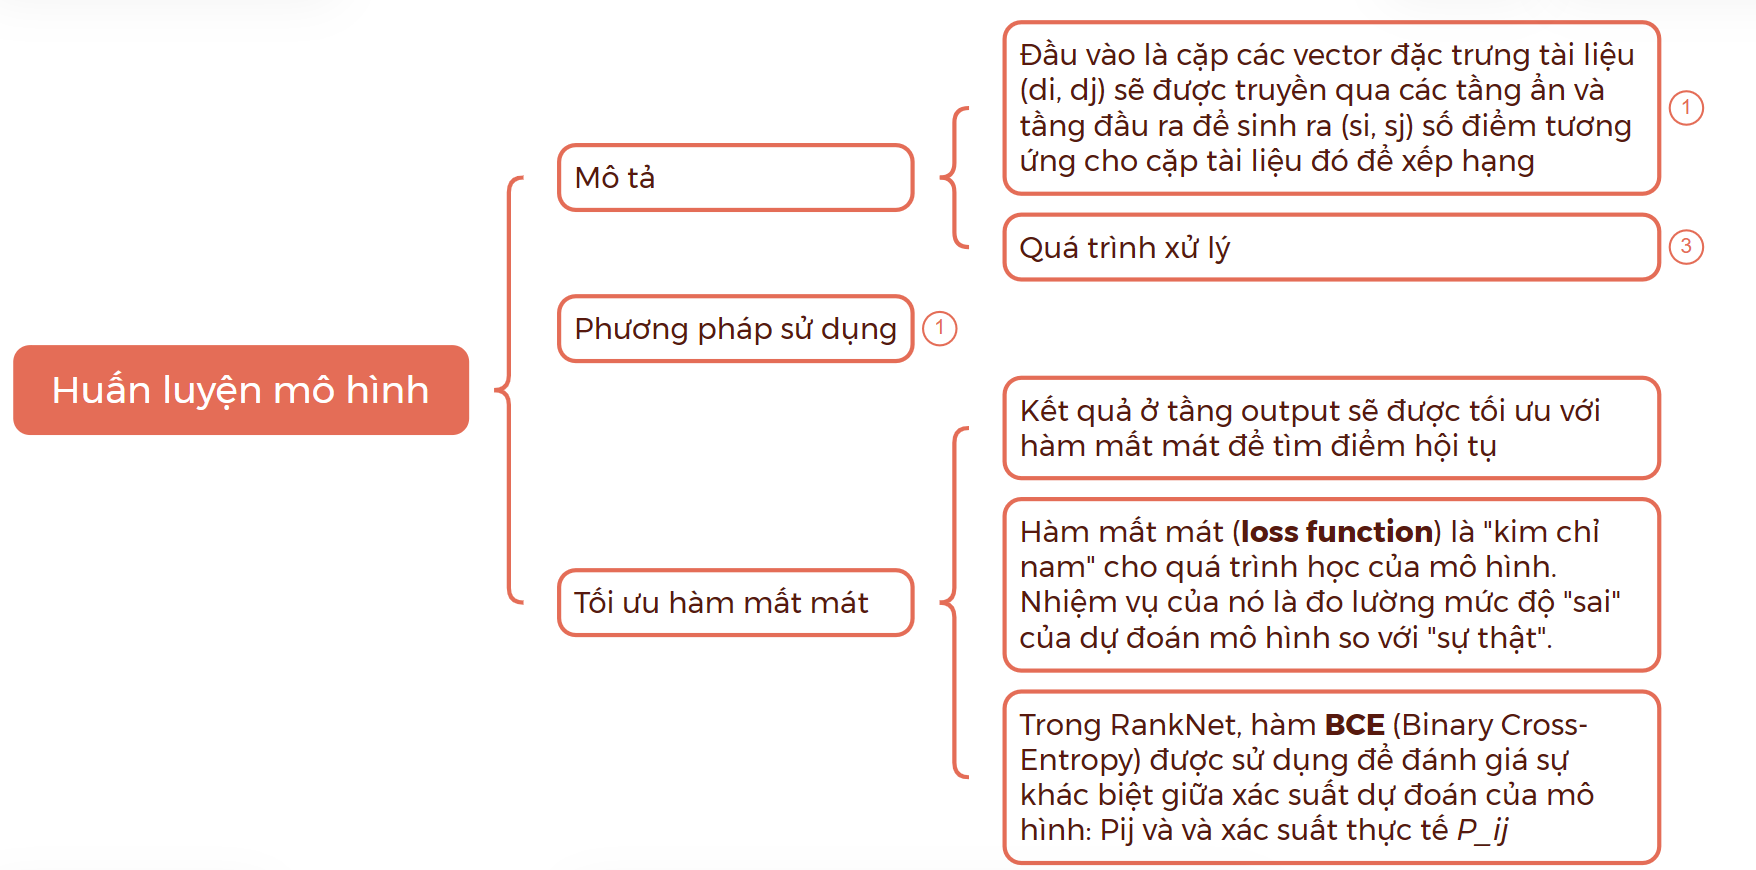 Huấn luyện mô hình
Mô tả
Đầu vào là cặp các vector đặc trưng tài liệu
(di, dj) sẽ được truyền qua các tầng ẩn và
tầng đầu ra để sinh ra (si, sj) số điểm tương
ứng cho cặp tài liệu đó để xếp hạng
1
Quá trình xử lý
3
Phương pháp sử dụng
1
Tối ưu hàm mất mát
Kết quả ở tầng output sẽ được tối ưu với
hàm mất mát để tìm điểm hội tụ
Hàm mất mát (loss function) là "kim chỉ
nam" cho quá trình học của mô hình.
Nhiệm vụ của nó là đo lường mức độ "sai"
của dự đoán mô hình so với "sự thật".
Trong RankNet, hàm BCE (Binary Cross-
Entropy) được sử dụng để đánh giá sự
khác biệt giữa xác suất dự đoán của mô
hình: Pij và và xác suất thực tế P_ij